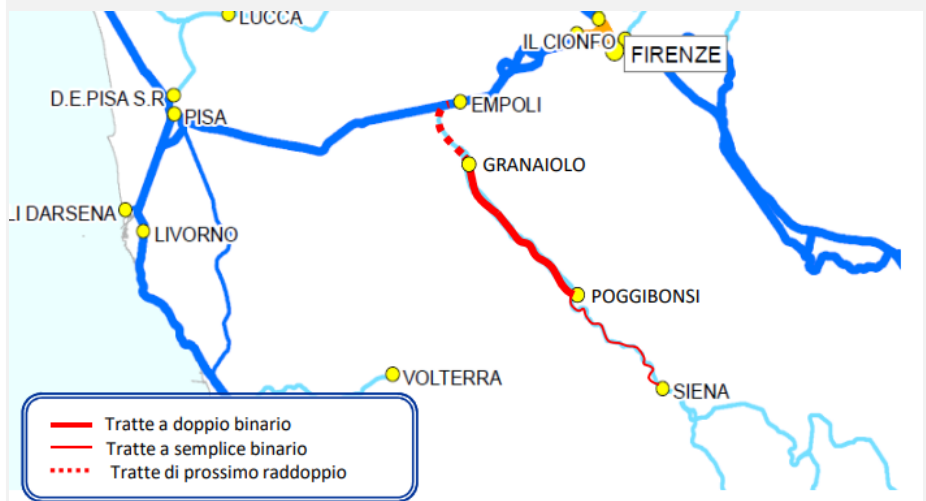 LUCCA
IL CIONFO
FIRENZE
D.E.PISA S.R
PISA
EMPOLI
GRANAIOLO
LI DARSENA
LIVORNO
POGGIBONSI
VOLTERRA
SIENA
Tratte a doppio binario
Tratte a semplice binario
Tratte di prossimo raddoppio